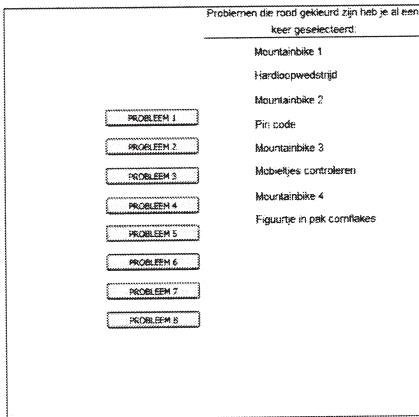 Problemen die rood gekleurd zijn heb je al een
keer geselecteerd:
Mountainbike 1
Hardloopwedstrijd
Mountainbike 2
Pin code
Mountainbike 3
Mobieltjes controleren
Mountainbike 4
Figuurtje in pak cornflakes
PROBLEEM 1
PROBLEEM 2
PROBLEEM 3
PROBLEEM 4
PROBLEEM 5
PROBLEEM 6
PROBLEEM 7
PROBLEEM 8